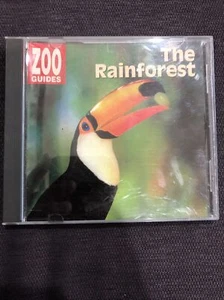 ZOO
GUIDES
The
Rainforest